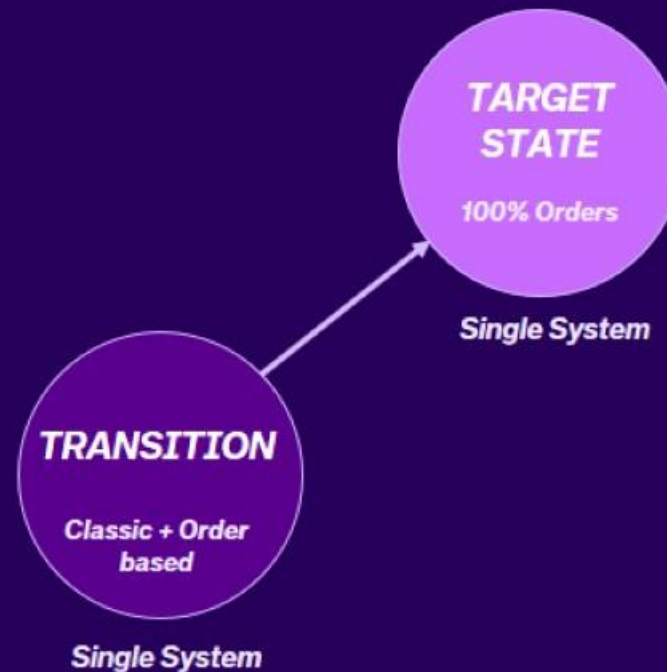 TARGET
STATE
100% Orders
Single System
TRANSITION
Classic + Order
based
Single System